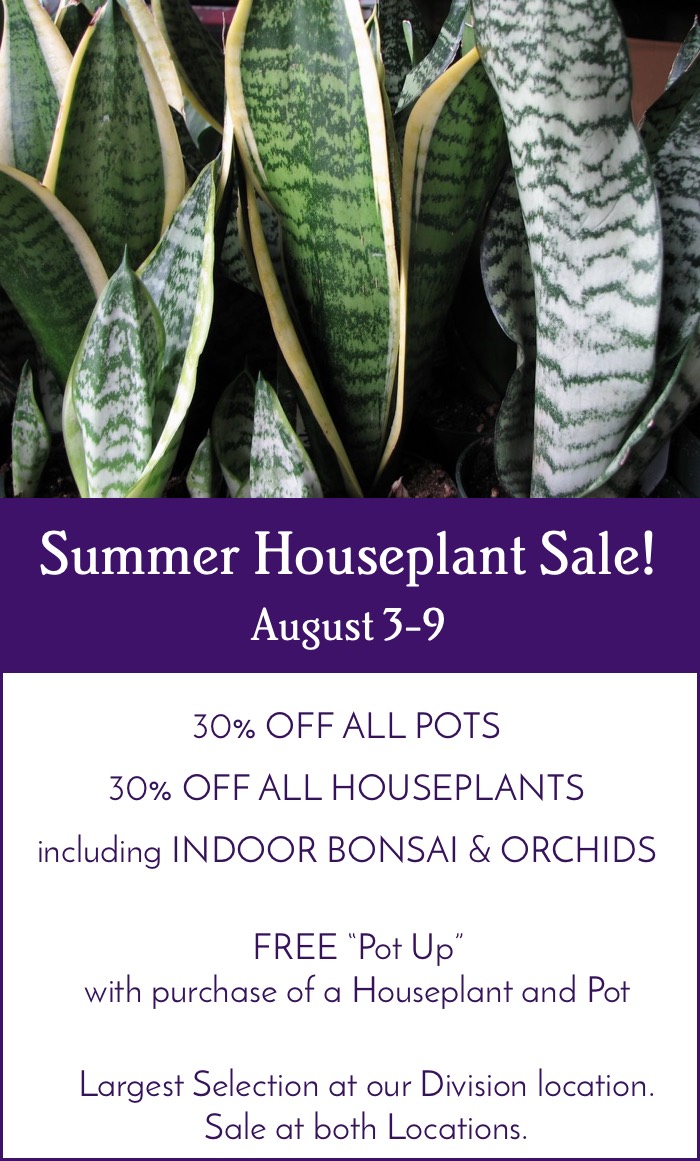 Summer Houseplant Sale!
August 3-9
30% OFF ALL POTS
30% OFF ALL HOUSEPLANTS
including INDOOR BONSAI & ORCHIDS
FREE “Pot Up”
with purchase of a Houseplant and Pot
Largest Selection at our Division location.
Sale at both Locations.